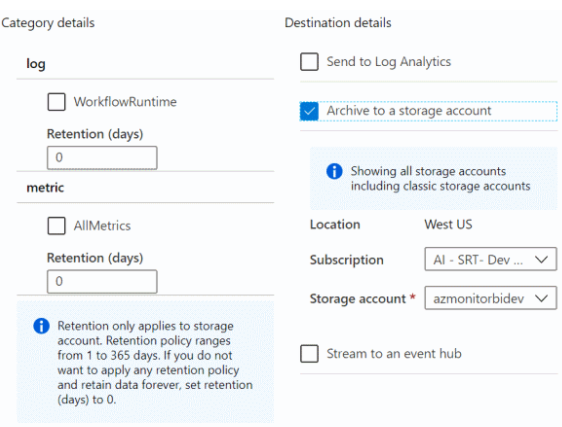 Category details
log
WorkflowRuntime
Retention (days)
0
metric
AllMetrics
Retention (days)
0
Retention only applies to storage
account. Retention policy ranges
from 1 to 365 days. If you do not
want to apply any retention policy
and retain data forever, set retention
(days) to 0.
Destination details
Send to Log Analytics
Archive to a storage account
Showing all storage accounts
including classic storage accounts
Location West US
Subscription AI - SRT- Dev ...
Storage account * azmonitorbidev
Stream to an event hub